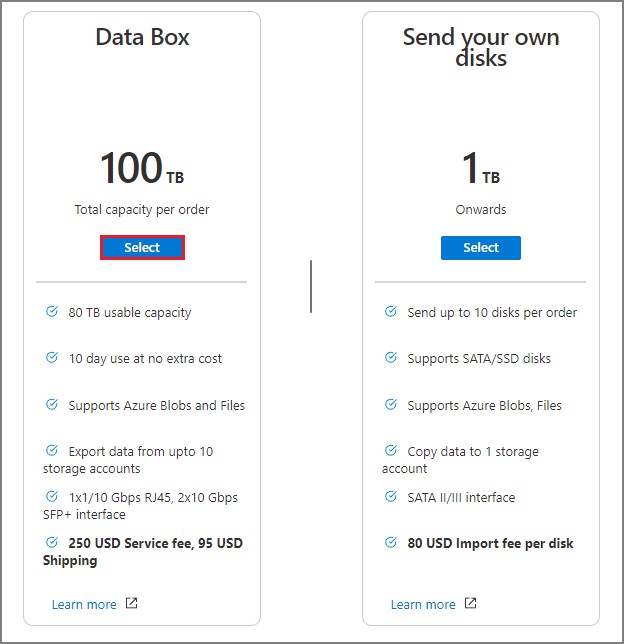 Data Box
100 TB
Total capacity per order
Select
80 TB usable capacity
10 day use at no extra cost
Supports Azure Blobs and Files
Export data from upto 10
storage accounts
1x1/10 Gbps RJ45, 2x10 Gbps
SFP+ interface
250 USD Service fee, 95 USD
Shipping
Learn more
Send your own
disks
1 TB
Onwards
Select
Send up to 10 disks per order
Supports SATA/SSD disks
Supports Azure Blobs, Files
Copy data to 1 storage
account
SATA II/III interface
80 USD Import fee per disk
Learn more